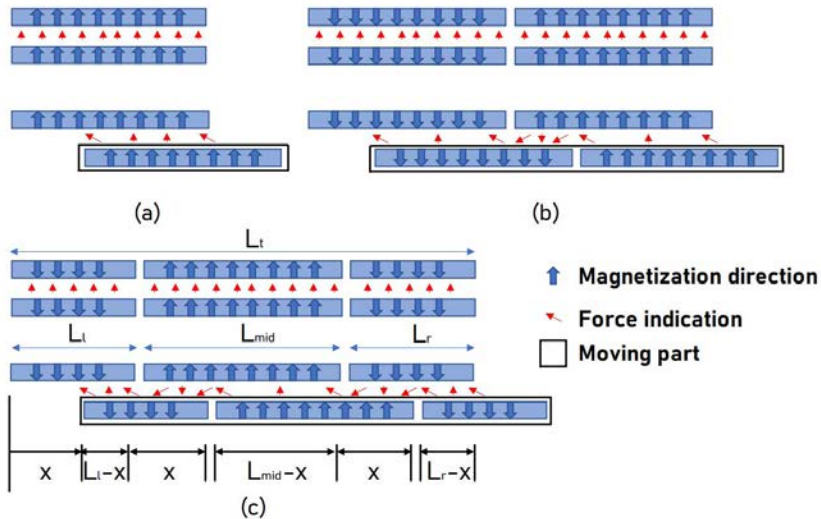 (a)
(b)
Lt
Ll
Lmid
Lr
Magnetization direction
Force indication
Moving part
x
Ll-x
x
Lmid-x
x
Lr-x
(c)